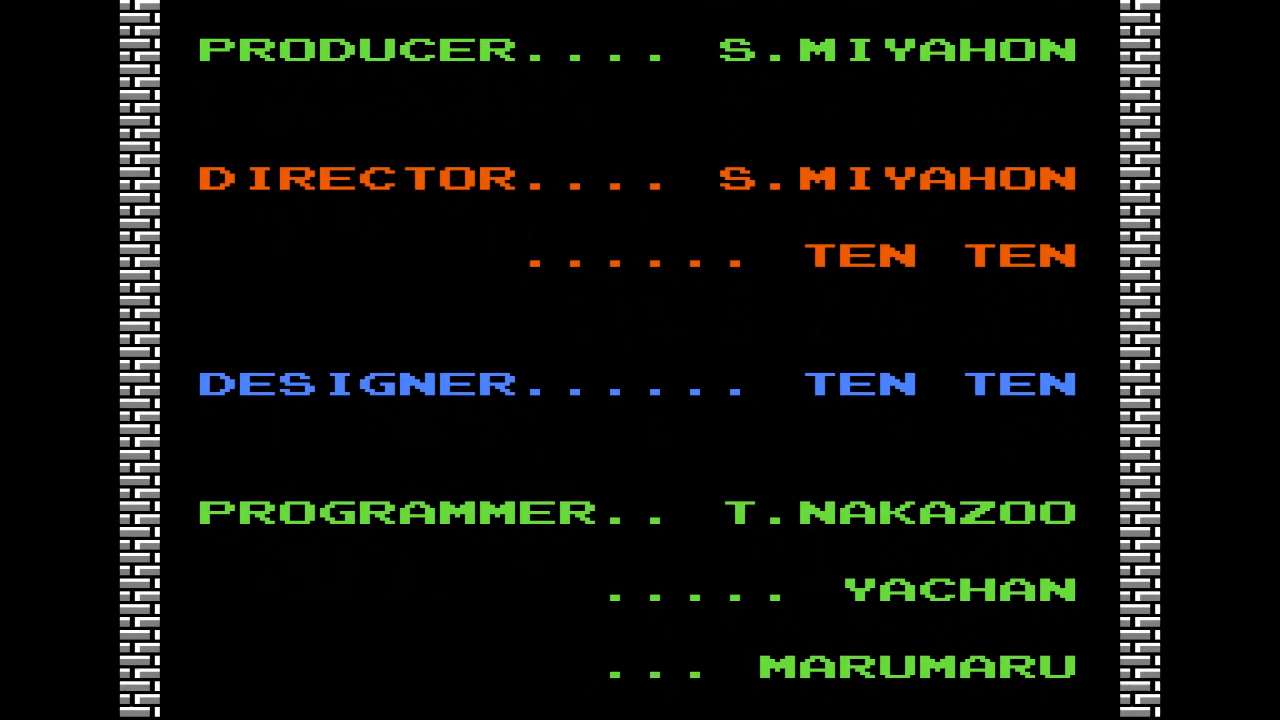 PRODUCER.... S.MIYAHON
DIRECTOR.... S.MIYAHON
...... TEN TEN
DESIGNER...... TEN TEN
PROGRAMMER.. T.NAKAZOO
..... YACHAN
... MARUMARU